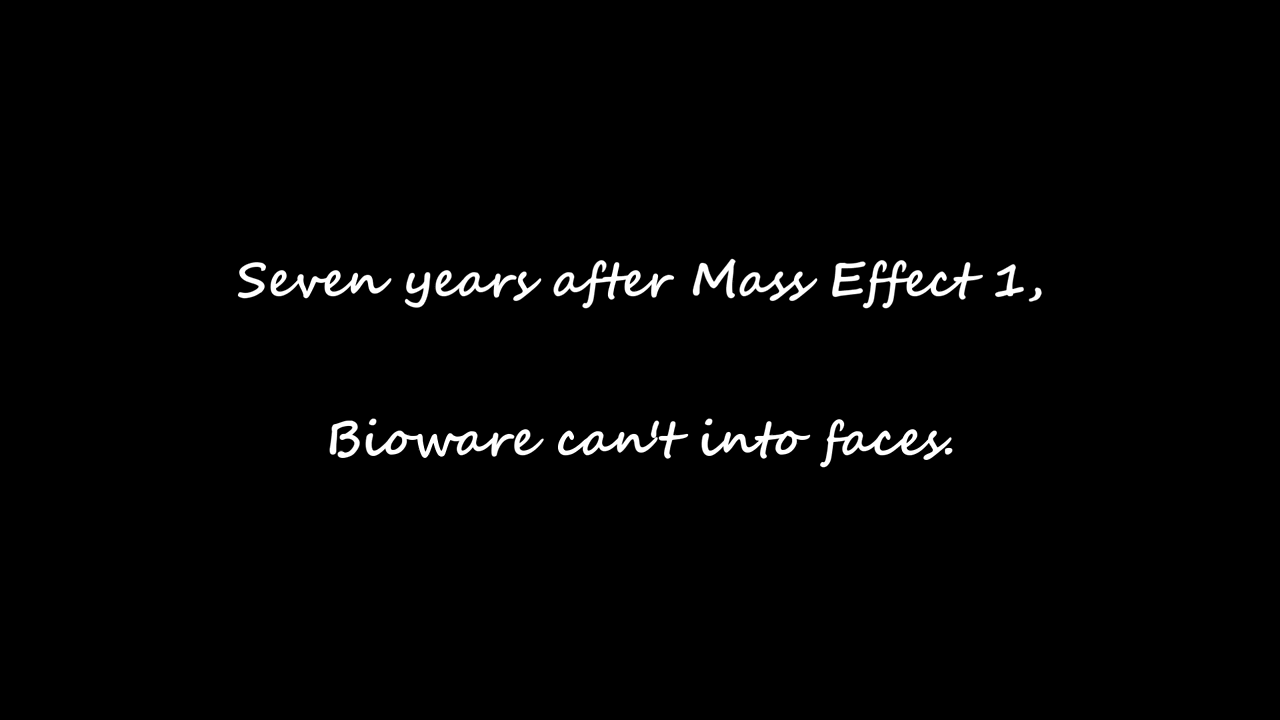 Seven years after Mass Effect 1,
Bioware can't into faces.